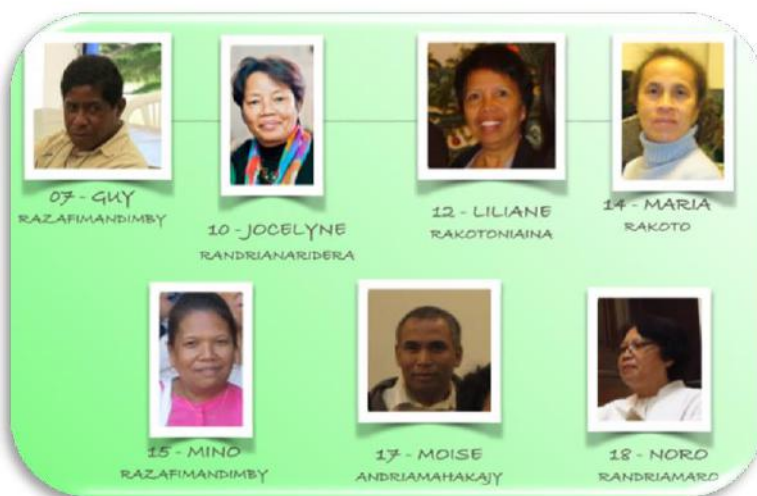 07 - GUY
RAZAFIMANDIMBY
10 - JOCELYNE
RANDRIANARIDERA
12 - LILIANE
RAKOTONIAINA
14 - MARIA
RAKOTO
15 - MINO
RAZAFIMANDIMBY
17 - MOISE
ANDRIAMAHAKAJY
18 - NORO
RANDRIAMARO